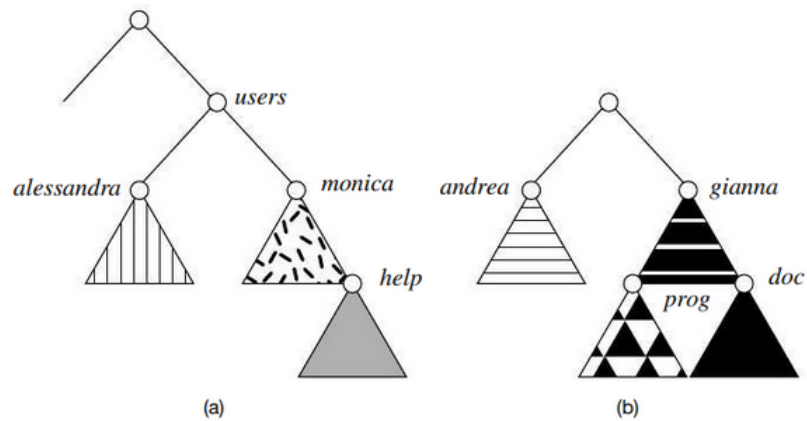 users
alessandra
monica
andrea
gianna
help
prog
doc
(a)
(b)